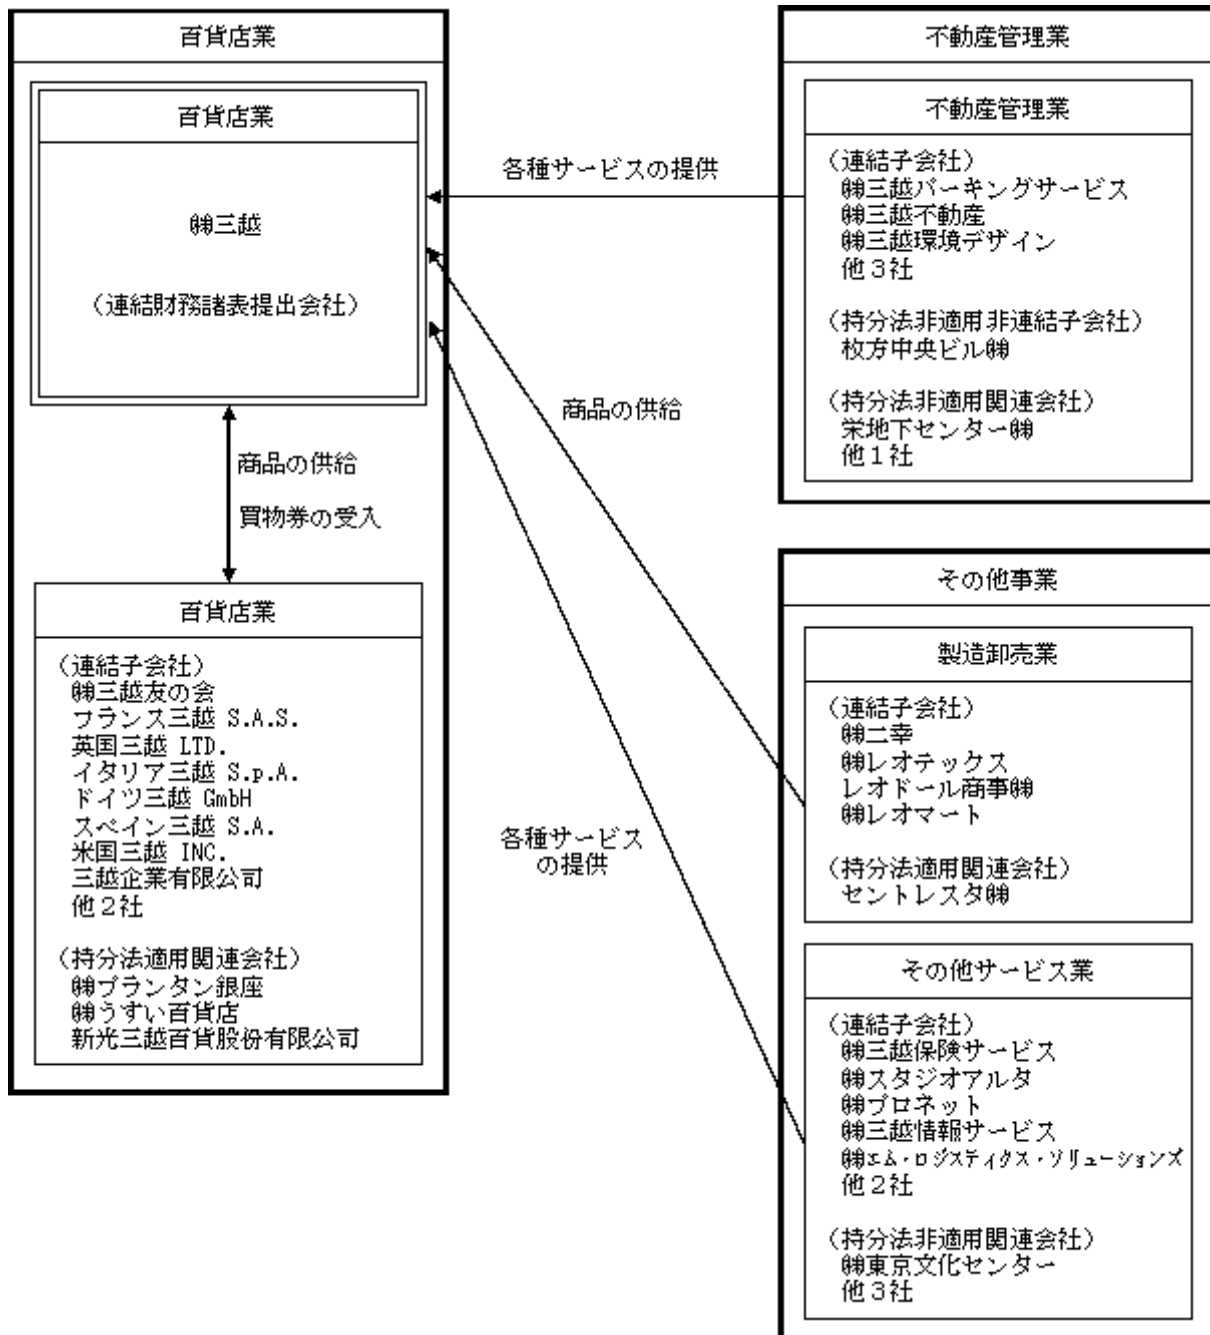 百貨店業
百貨店業
㈱三越
（連結財務諸表提出会社）
商品の供給
買物券の受入
百貨店業
（連結子会社）
㈱三越友の会
フランス三越 S.A.S.
英国三越 LTD.
イタリア三越 S.p.A.
ドイツ三越 GmbH
スペイン三越 S.A.
米国三越 INC.
三越企業有限公司
他２社
（持分法適用関連会社）
㈱プランタン銀座
㈱うすい百貨店
新光三越百貨股份有限公司
各種サービスの提供
商品の供給
各種サービス
の提供
不動産管理業
不動産管理業
（連結子会社）
㈱三越パーキングサービス
㈱三越不動産
㈱三越環境デザイン
他３社
（持分法非適用非連結子会社）
枚方中央ビル㈱
（持分法非適用関連会社）
栄地下センター㈱
他１社
その他事業
製造卸売業
（連結子会社）
㈱二幸
㈱レオテックス
レオドール商事㈱
㈱レオマート
（持分法適用関連会社）
セントレスタ㈱
その他サービス業
（連結子会社）
㈱三越保険サービス
㈱スタジオアルタ
㈱プロネット
㈱三越情報サービス
㈱エム・ロジスティクス・ソリューションズ
他２社
（持分法非適用関連会社）
㈱東京文化センター
他３社